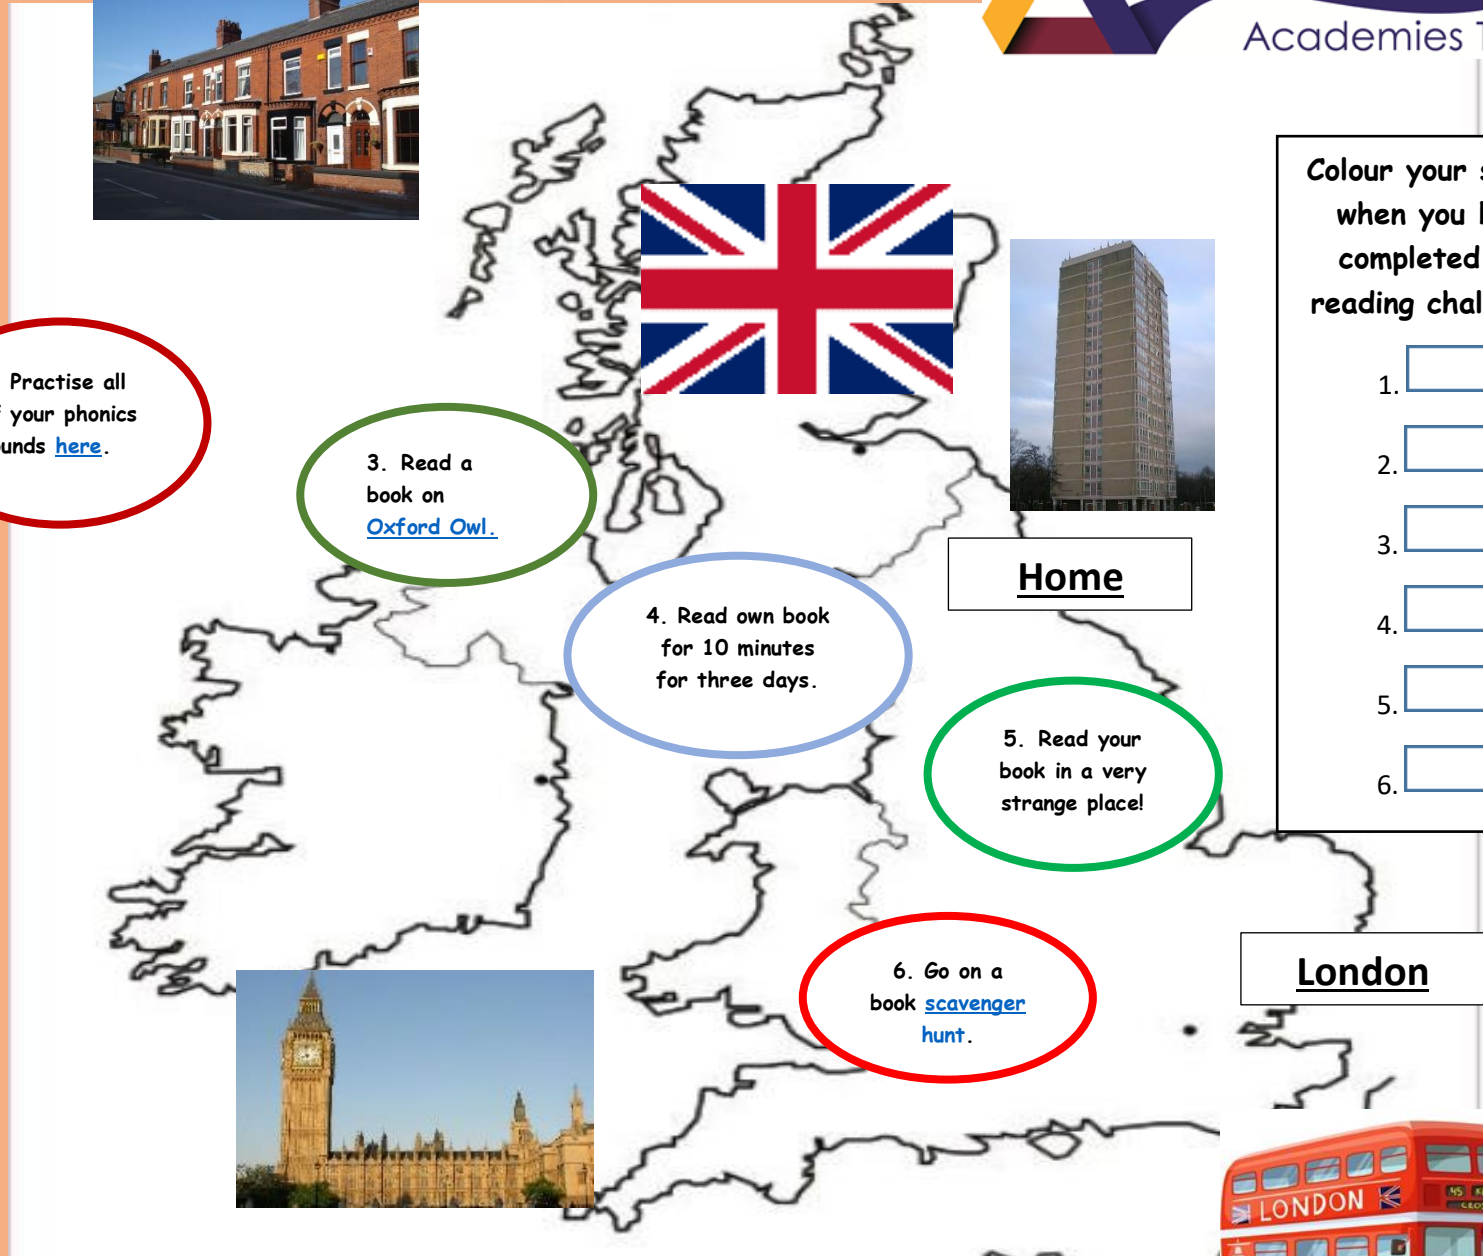 Academies
Colour your
when you
completed
reading
1.
2.
3.
4.
5.
6.
Practise all
your phonics
here.
3. Read a
book on
Oxford Owl.
4. Read own book
for 10 minutes
for three days.
Home
5. Read your
book in a very
strange place!
6. Go on a
book scavenger
hunt.
London
LONDON
45